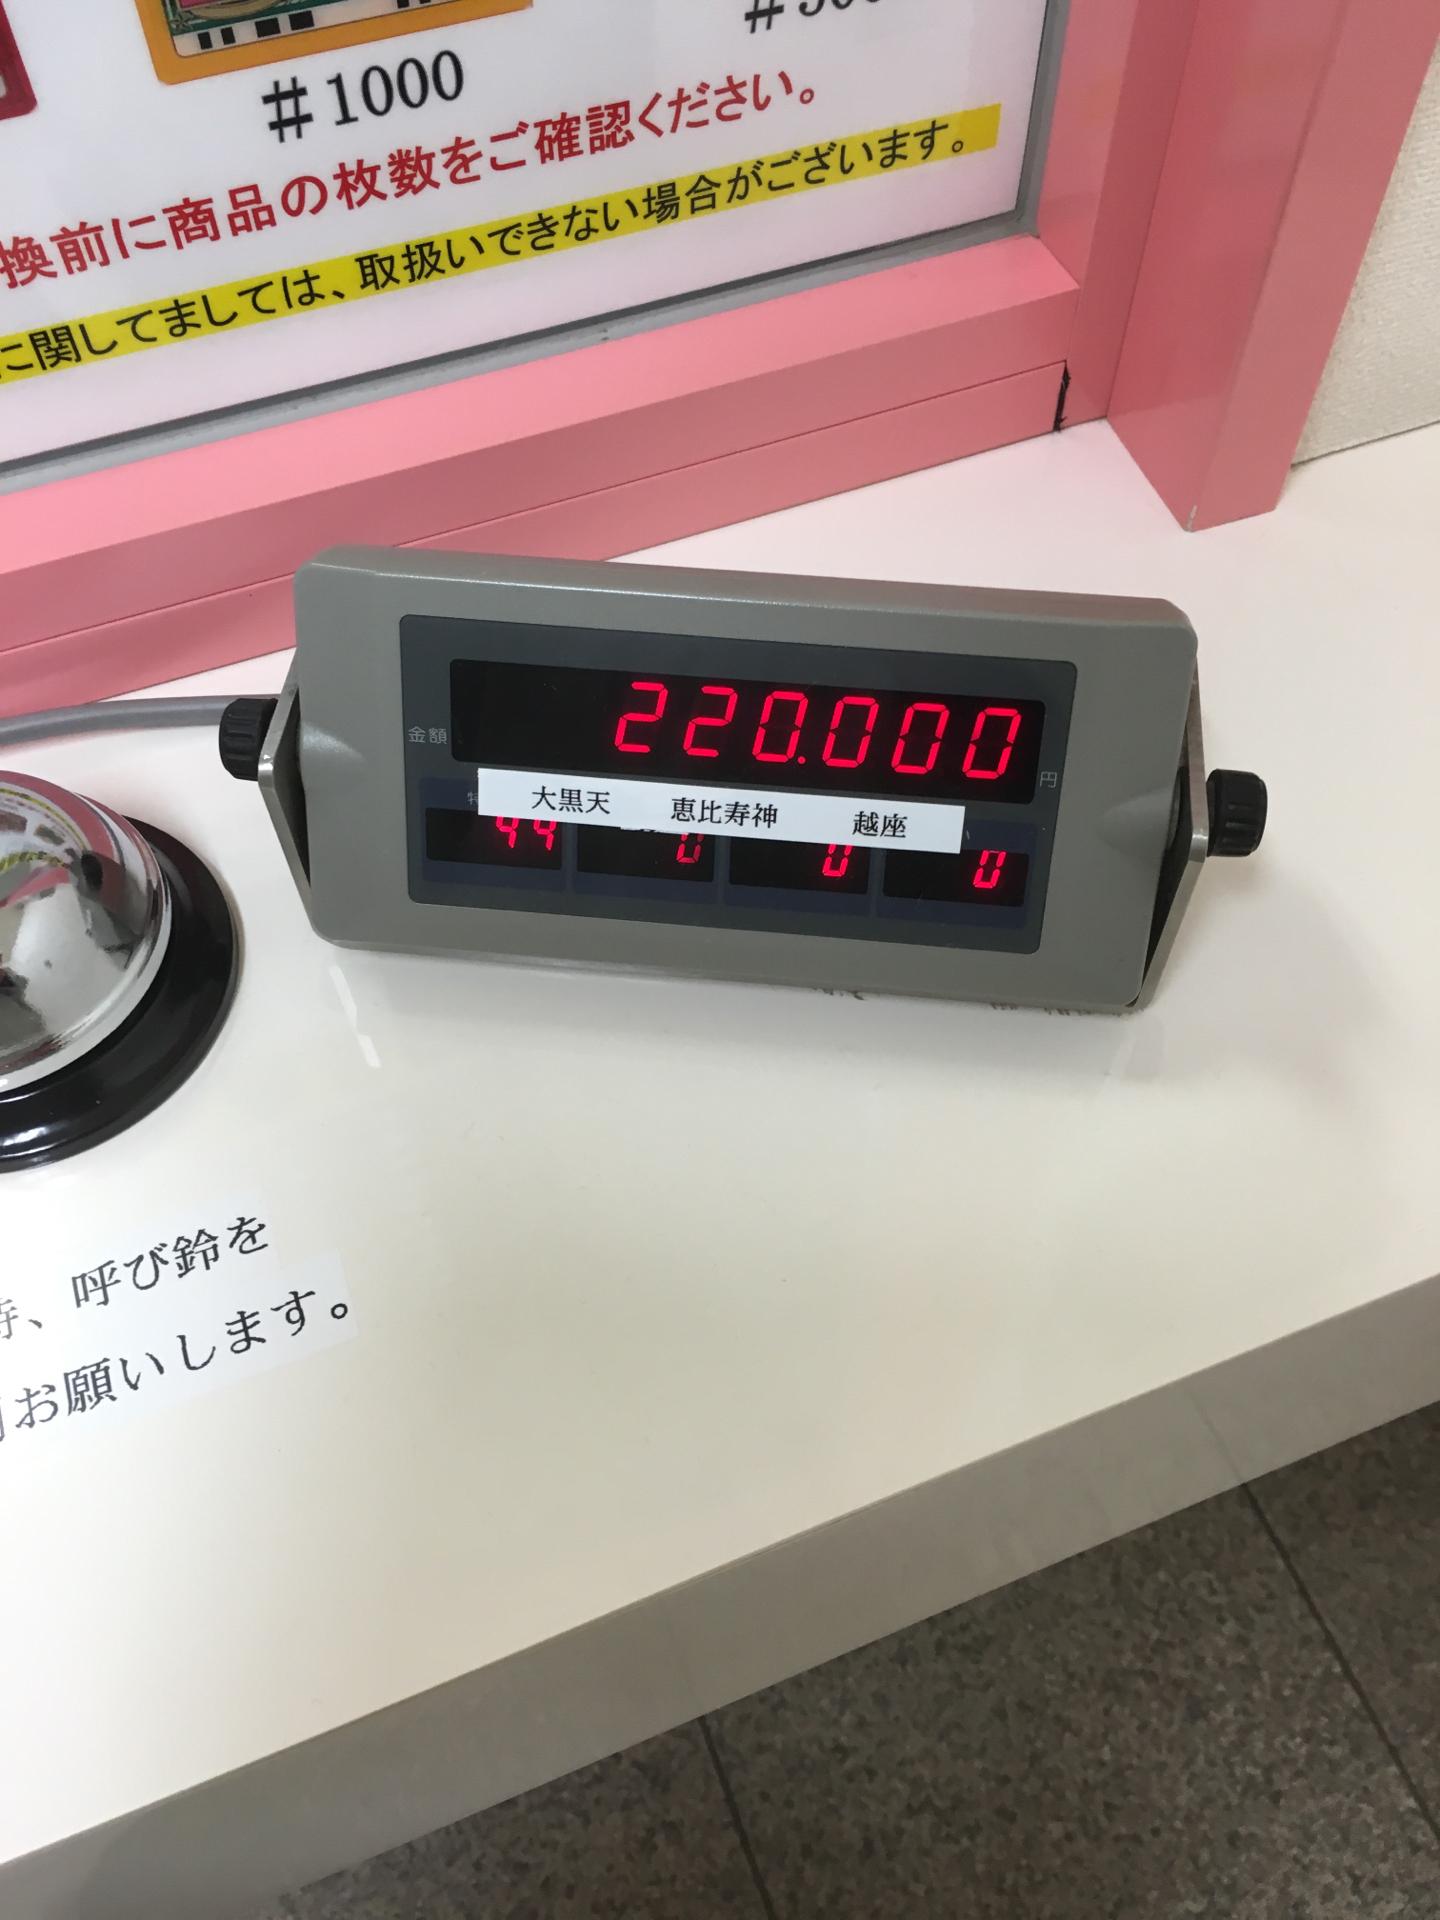 #1000
換前に商品の枚数をご確認ください。
に関してましては、取扱いできない場合がございます。
金額 220.000 円
大黒天 恵比寿神 越座
44 0 0 0
、呼び鈴を
お願いします。